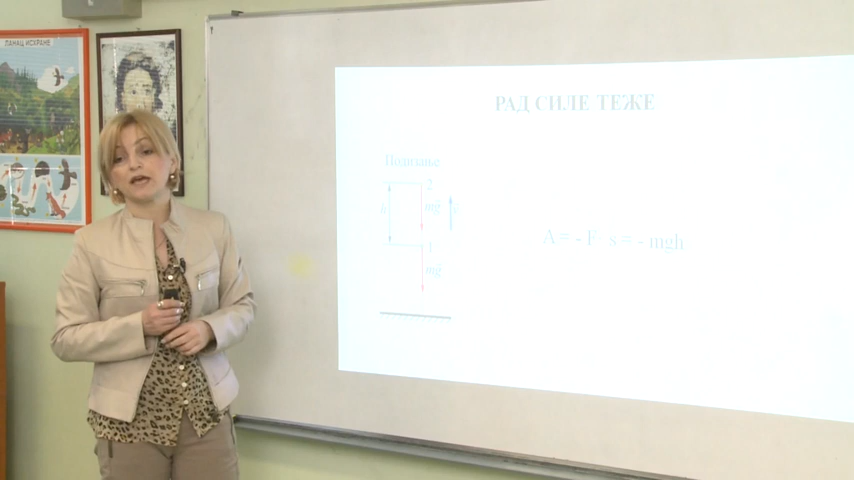 ЛАНАЦ ИСХРАНЕ
РАД СИЛЕ ТЕЖЕ
Подизање
2
h
mg⃗
1
mg⃗
A = - F· s = - mgh